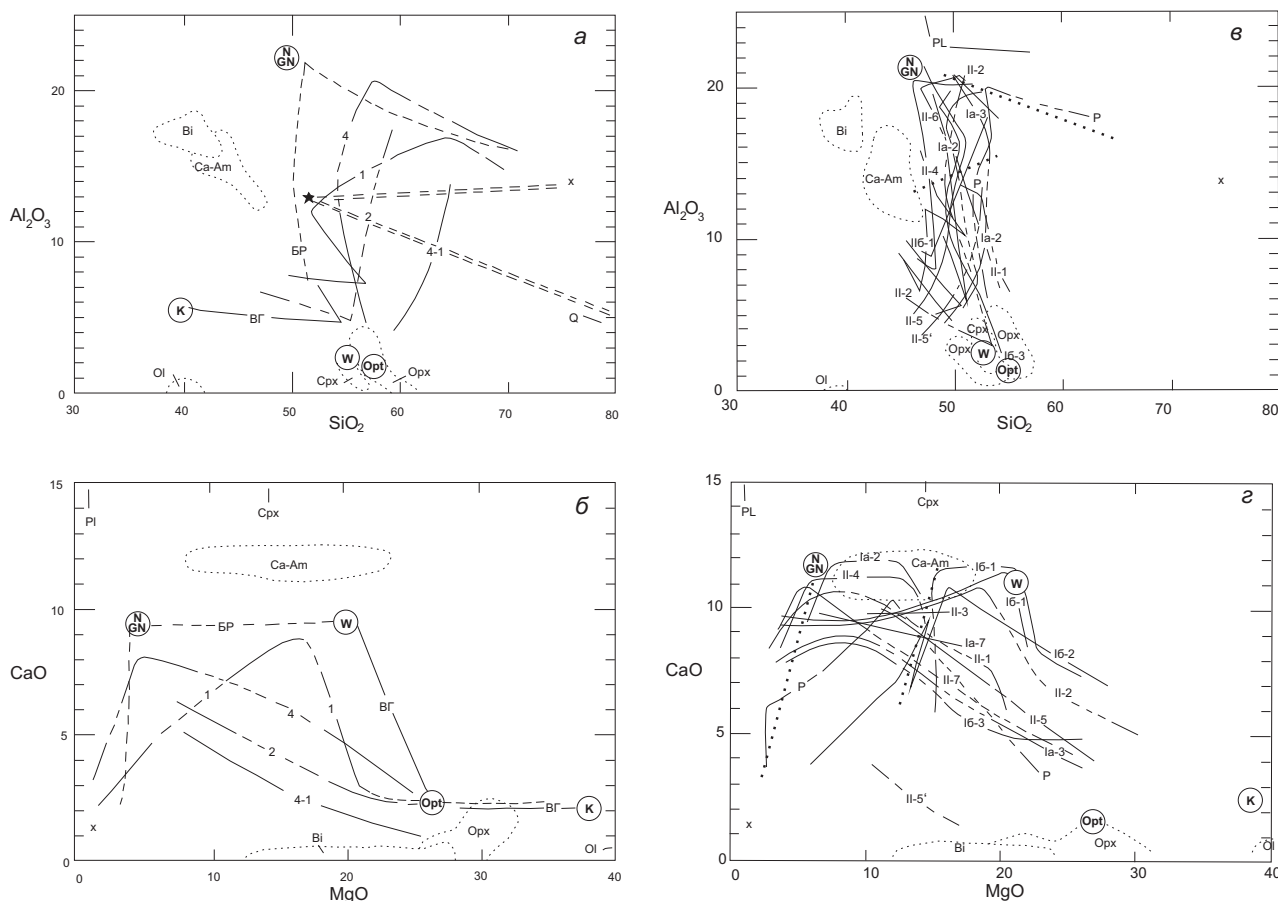 а
N
GN
20
Bi
4
Ca-Am
1
x
Al₂O₃
2
10
БР
4-1
K
ВГ
Q
W
Opt
Ol
Cpx
Opx
0
30
40
50
60
70
80
SiO₂
в
PL
N
GN
II-2
20
II-6
Ia-3
P
Bi
Ia-2
Ca-Am
II-4
P
x
Al₂O₃
10
IIб-1
Ia-2
II-1
II-2
II-5
II-5'
Cpx
Opx
Opx
W
Iб-3
Opt
Ol
0
30
40
50
60
70
80
SiO₂
б
15
Pl
Cpx
Ca-Am
10
N
GN
БР
W
CaO
1
4
1
ВГ
5
2
4-1
Opt
ВГ
K
x
Bi
Opx
Ol
0
0
10
20
30
40
MgO
г
15
PL
Cpx
N
GN
Ia-2
Ca-Am
Iб-1
W
II-4
10
II-3
Iб-1
Ia-7
II-1
Iб-2
CaO
P
II-7
II-2
Iб-3
II-5
5
Ia-3
P
II-5'
K
x
Opt
Bi
Opx
Ol
0
0
10
20
30
40
MgO